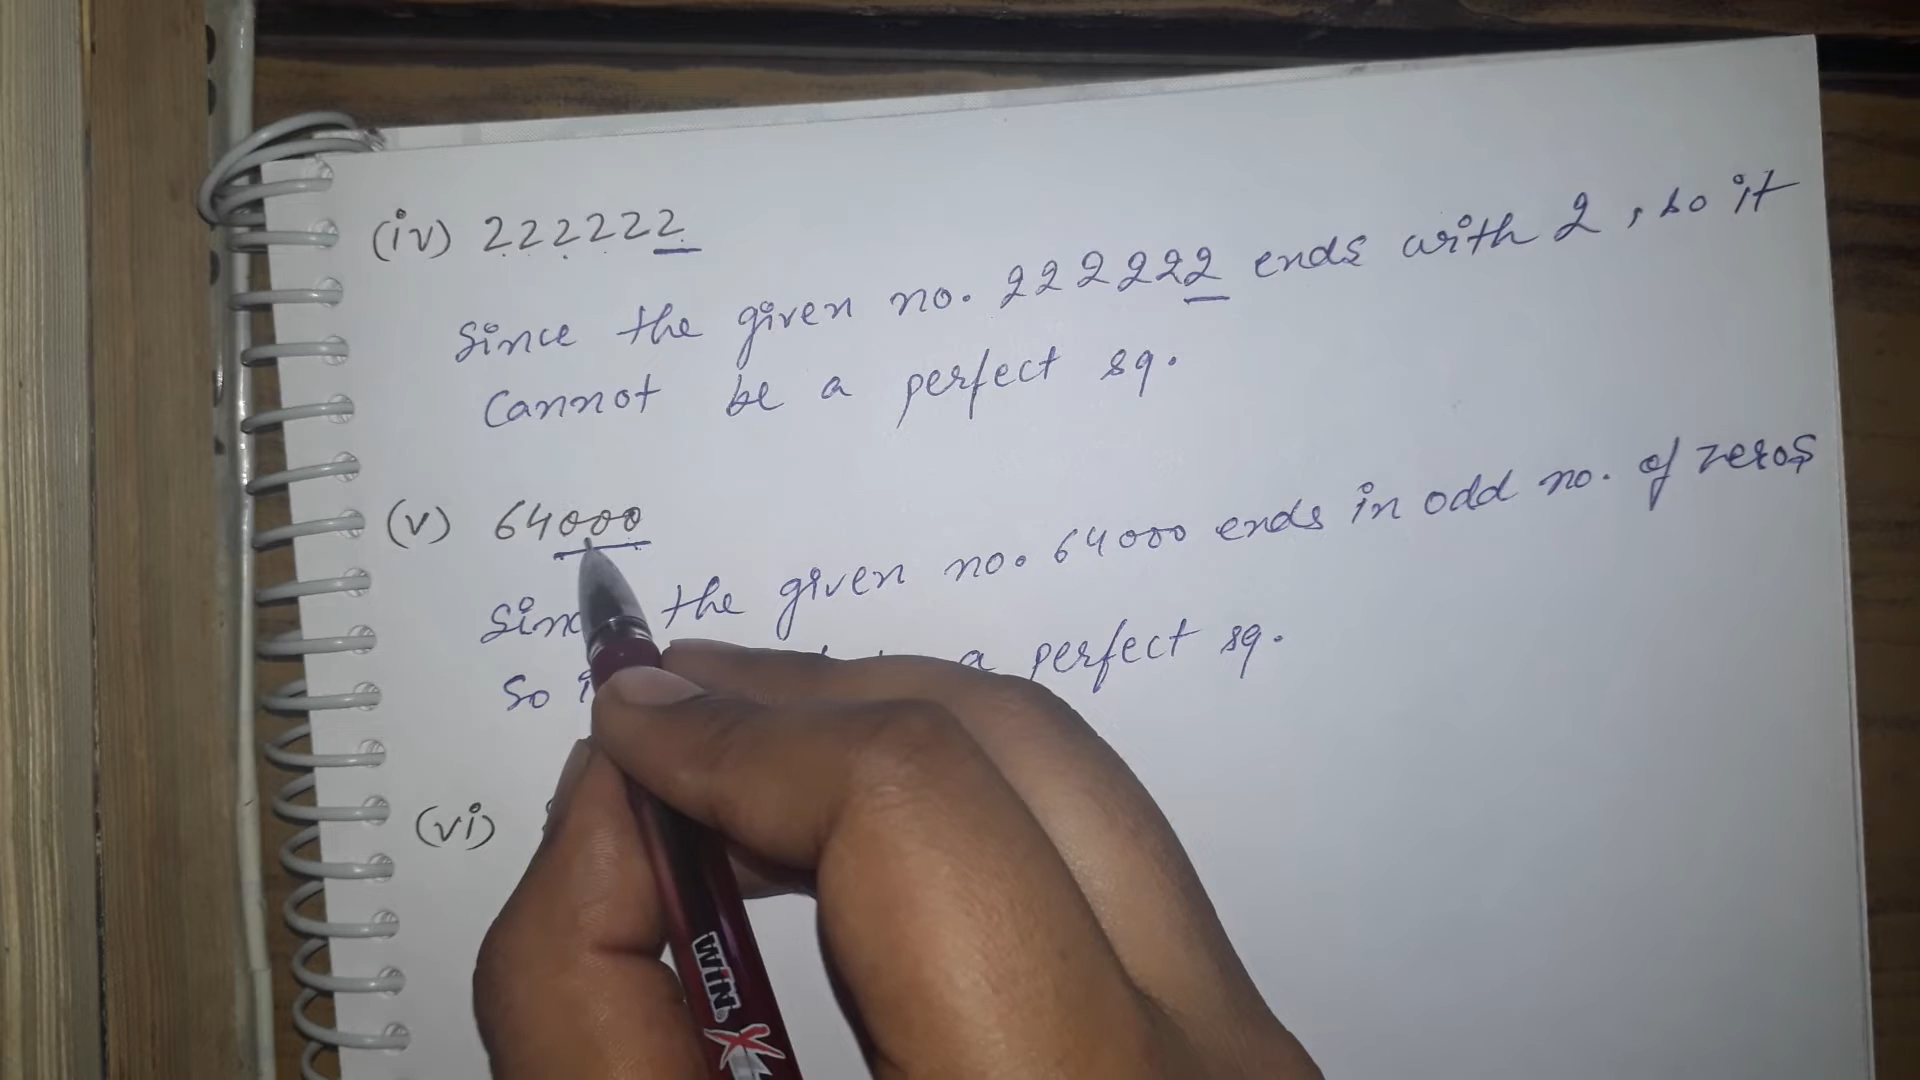 (iv) 222222
Since the given no. 222222 ends with 2, so it
cannot be a perfect sq.
(v) 64000
the given no. 64000 ends in odd no. of zeros
So a perfect sq.
(vi)
WIN